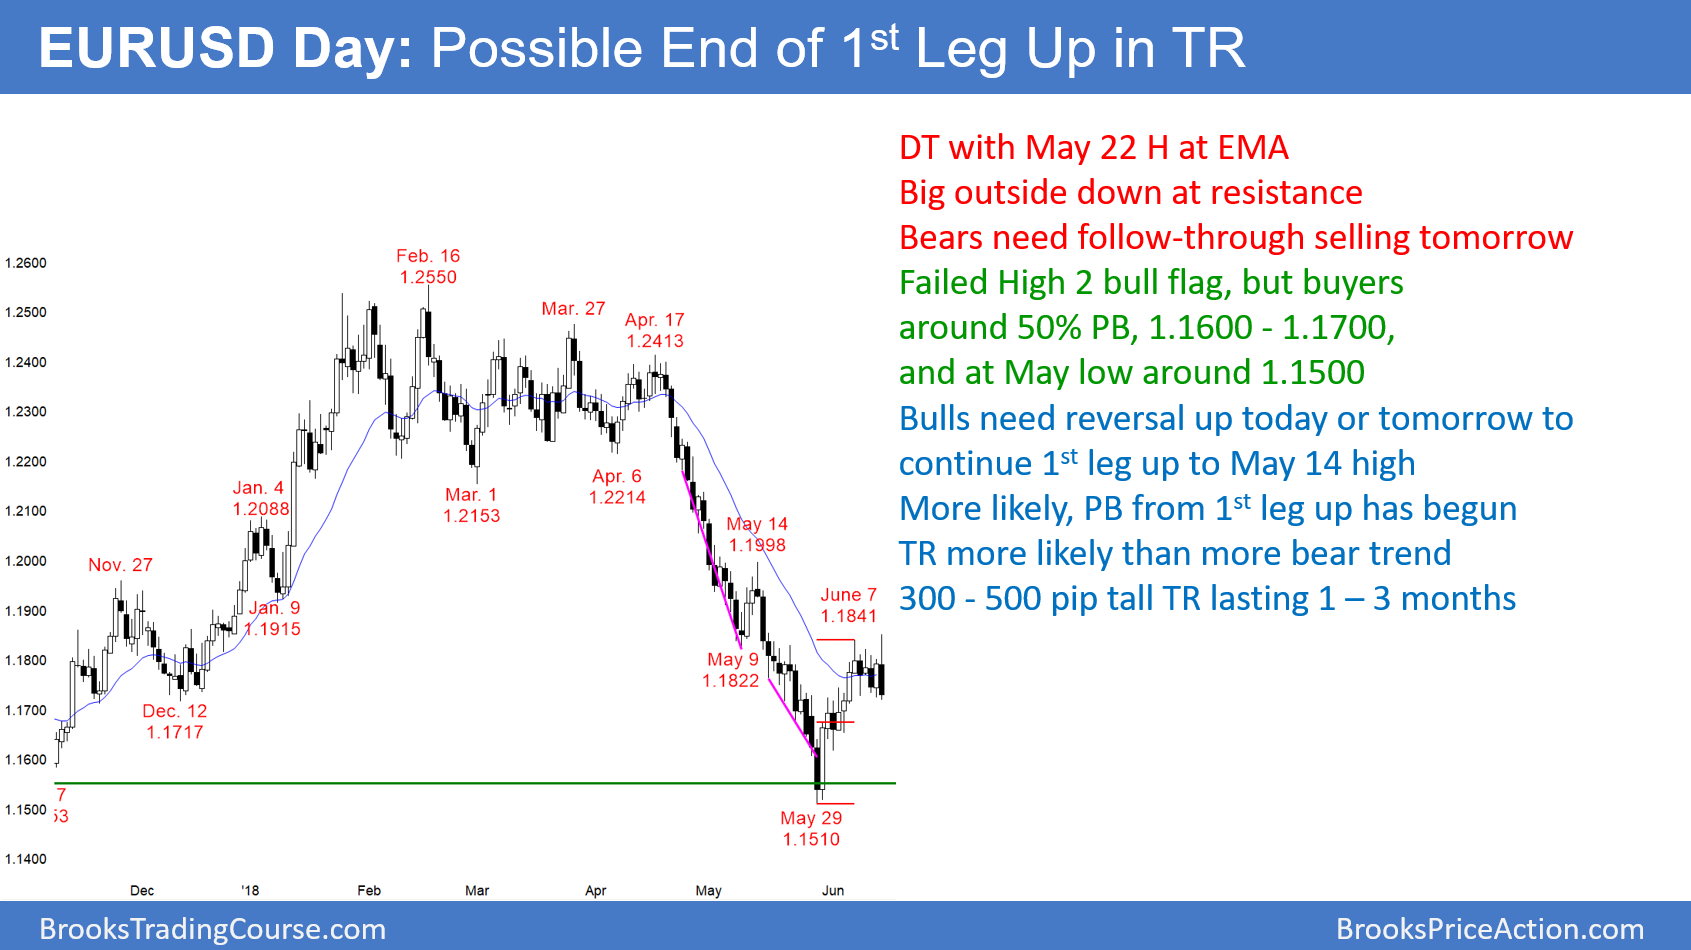 EURUSD Day: Possible End of 1st Leg Up in TR
DT with May 22 H at EMA
Big outside down at resistance
Bears need follow-through selling tomorrow
Failed High 2 bull flag, but buyers
around 50% PB, 1.1600 - 1.1700,
and at May low around 1.1500
Bulls need reversal up today or tomorrow to
continue 1st leg up to May 14 high
More likely, PB from 1st leg up has begun
TR more likely than more bear trend
300 - 500 pip tall TR lasting 1 – 3 months
1.2600
1.2500
1.2400
1.2300
1.2200
1.2100
1.2000
1.1900
1.1800
1.1700
1.1600
1.1500
1.1400
Nov. 27
Dec. 12
1.1717
Jan. 4
1.2088
Jan. 9
1.1915
Feb. 16
1.2550
Mar. 1
1.2153
Mar. 27
Apr. 6
1.2214
Apr. 17
1.2413
May 9
1.1822
May 14
1.1998
May 29
1.1510
June 7
1.1841
7
53
Dec
'18
Feb
Mar
Apr
May
Jun
BrooksTradingCourse.com
BrooksPriceAction.com